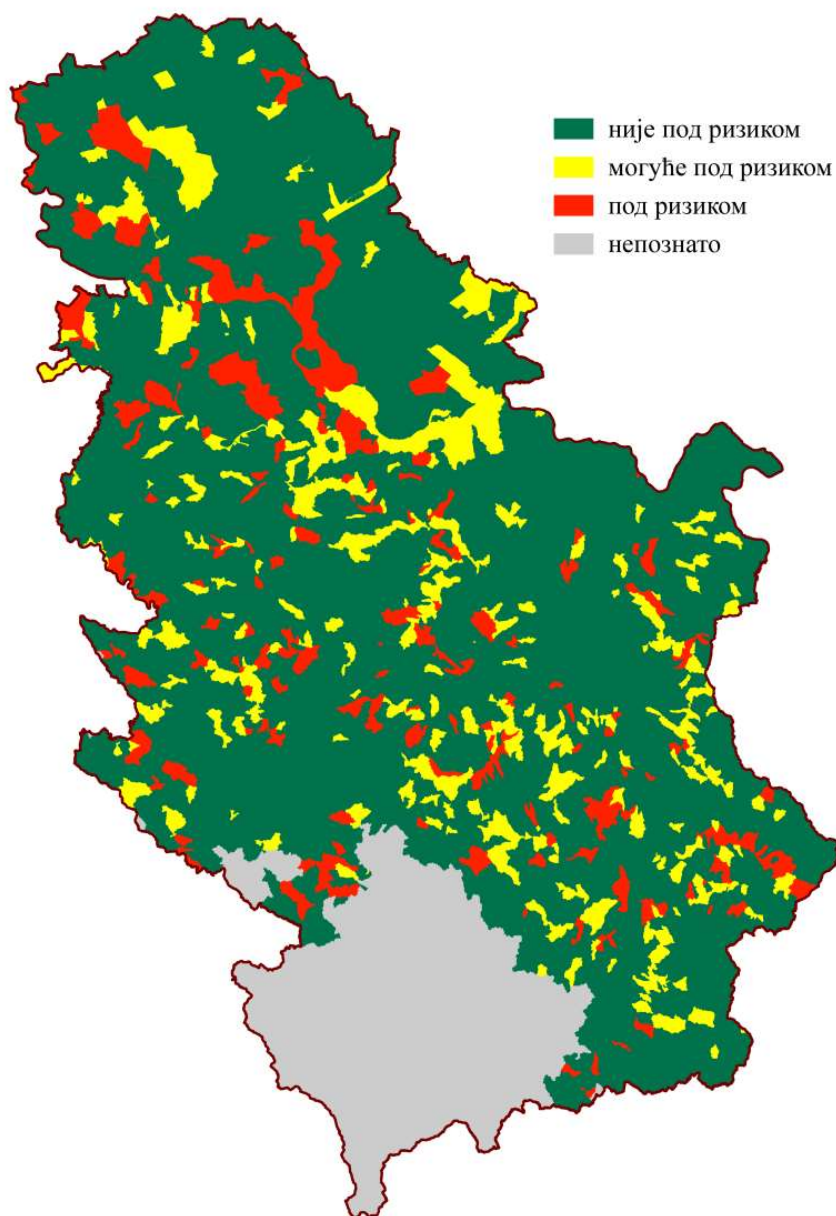 није под ризиком
могуће под ризиком
под ризиком
непознато